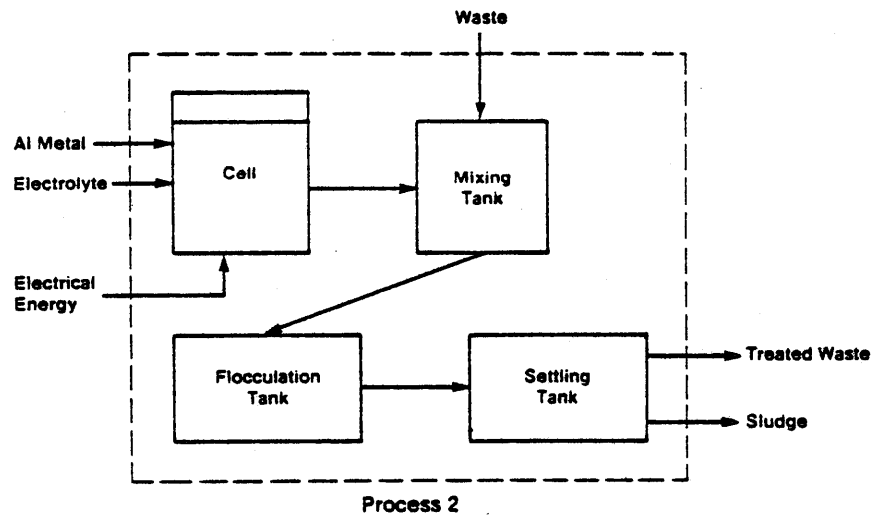 Waste
Al Metal
Electrolyte
Cell
Mixing
Tank
Electrical
Energy
Flocculation
Tank
Settling
Tank
Treated Waste
Sludge
Process 2